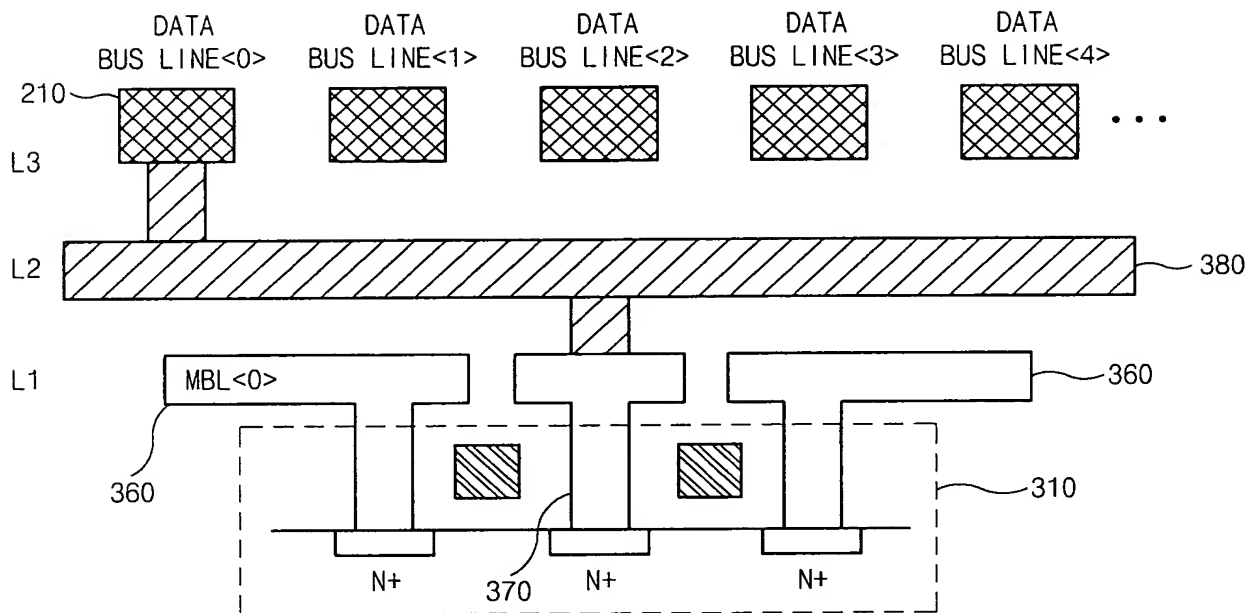 DATA
BUS LINE<0>
DATA
BUS LINE<1>
DATA
BUS LINE<2>
DATA
BUS LINE<3>
DATA
BUS LINE<4>
210
...
L3
L2
380
L1
MBL<0>
360
360
310
370
N+
N+
N+